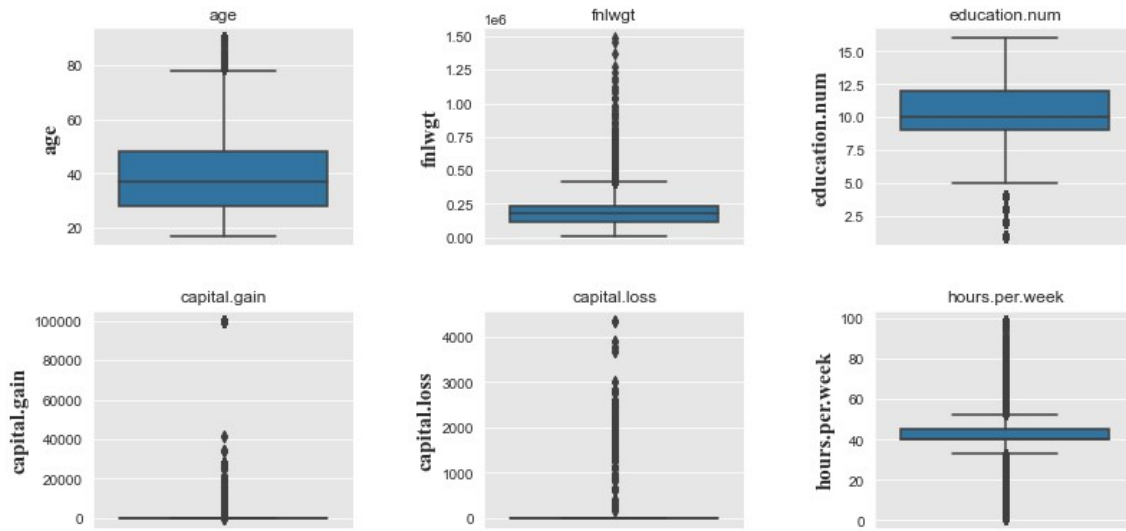 age
fnlwgt
education.num
age
80
60
40
20
1e6
fnlwgt
1.50
1.25
1.00
0.75
0.50
0.25
0.00
education.num
15.0
12.5
10.0
7.5
5.0
2.5
capital.gain
capital.loss
hours.per.week
capital.gain
100000
80000
60000
40000
20000
0
capital.loss
4000
3000
2000
1000
0
hours.per.week
100
80
60
40
20
0